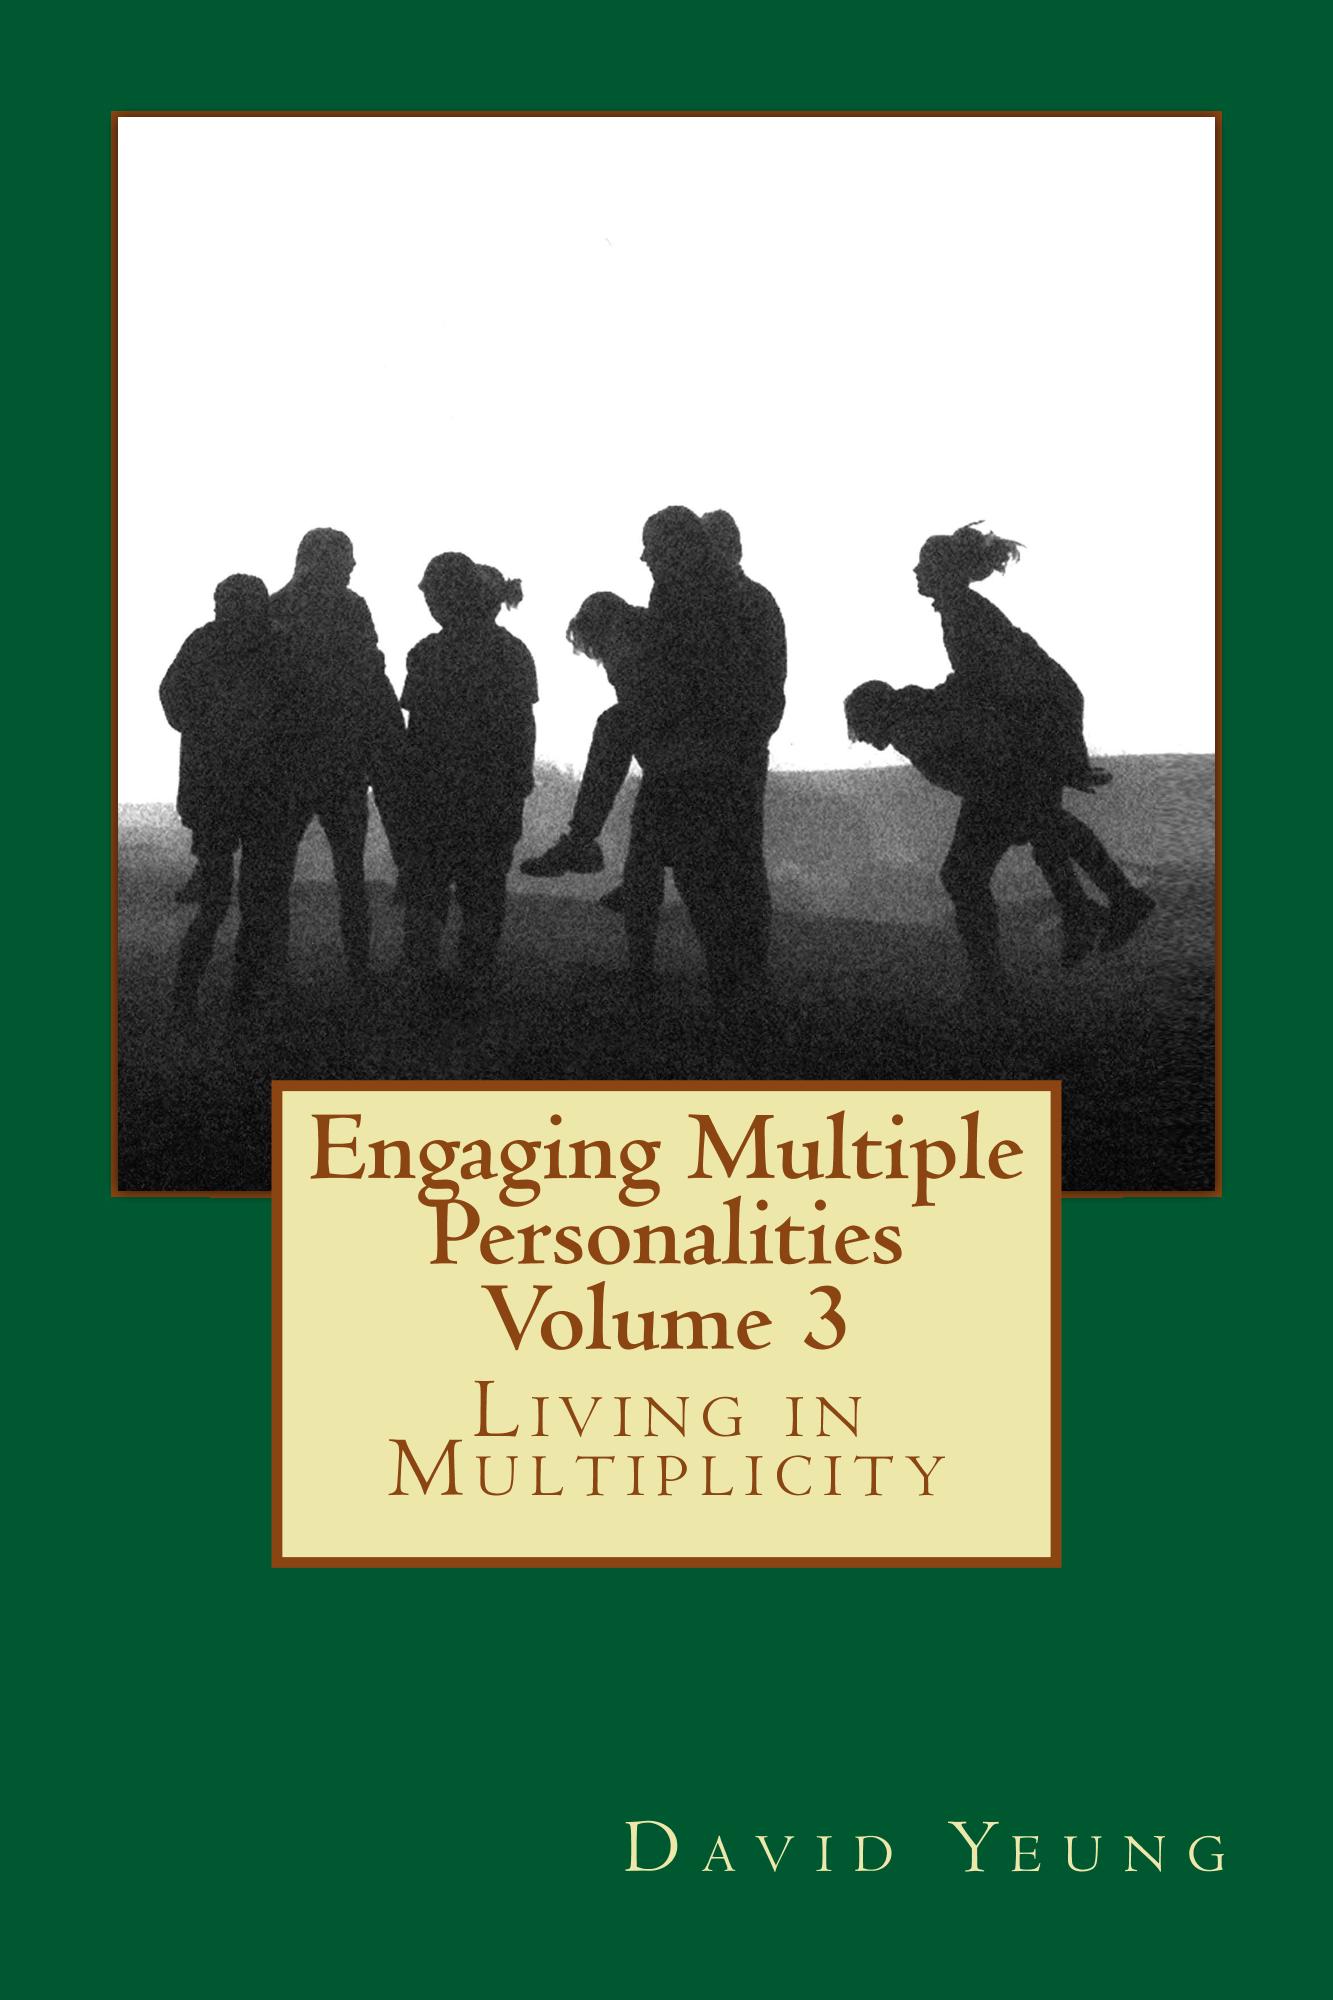 Engaging Multiple
Personalities
Volume 3
Living in
Multiplicity
David Yeung